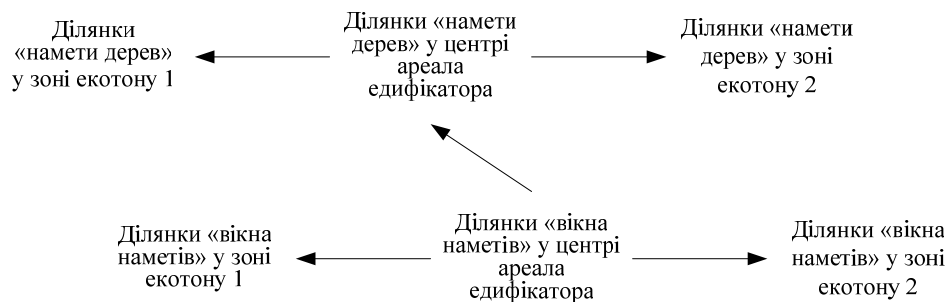 Ділянки
«намети дерев»
у зоні екотону 1
Ділянки «намети
дерев» у центрі
ареала
едифікатора
Ділянки «намети
дерев» у зоні
екотону 2
Ділянки «вікна
наметів» у зоні
екотону 1
Ділянки «вікна
наметів» у центрі
ареала
едифікатора
Ділянки «вікна
наметів» у зоні
екотону 2